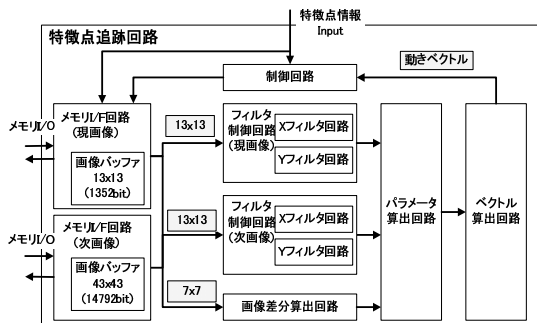 特徴点情報
Input
特徴点追跡回路
動きベクトル
制御回路
メモリI/O
メモリI/F回路
(現画像)
画像バッファ
13x13
(1352bit)
13x13
フィルタ
制御回路
(現画像)
Xフィルタ回路
Yフィルタ回路
メモリI/O
メモリI/F回路
(次画像)
画像バッファ
43x43
(14792bit)
13x13
フィルタ
制御回路
(次画像)
Xフィルタ回路
Yフィルタ回路
7x7
画像差分算出回路
パラメータ
算出回路
ベクトル
算出回路